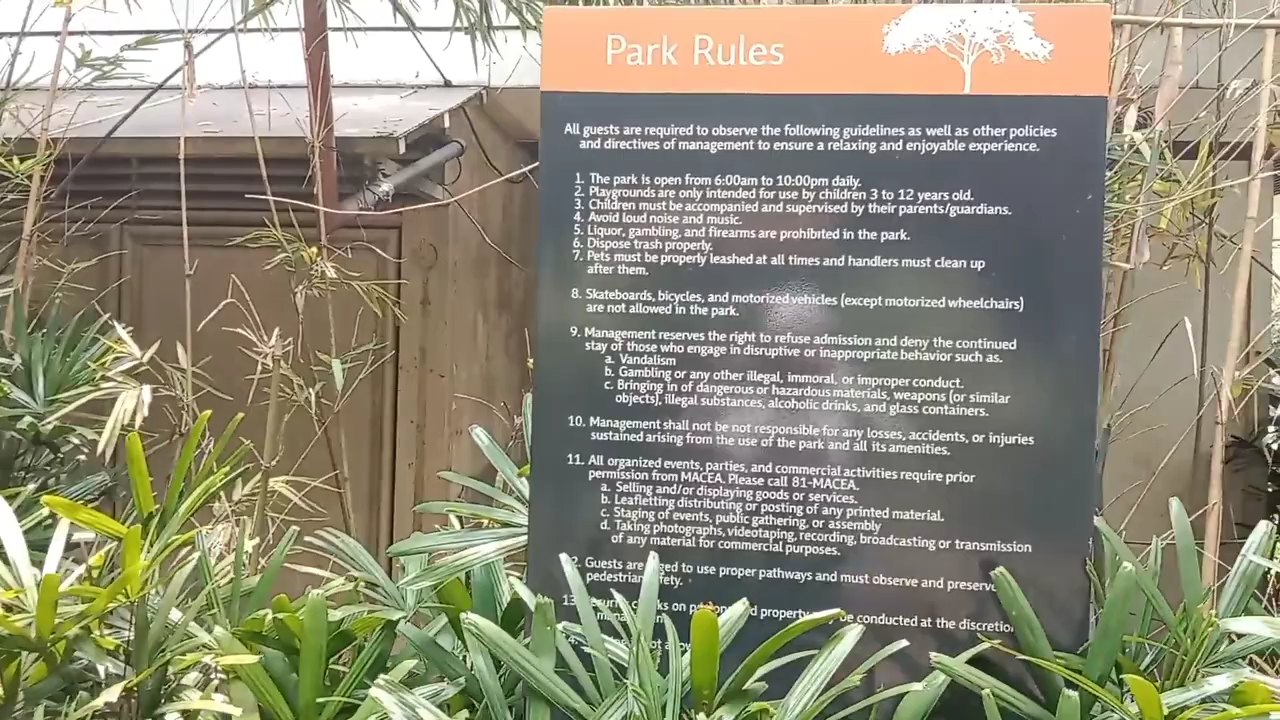 Park Rules
All guests are required to observe the following guidelines as well as other policies
and directives of management to ensure a relaxing and enjoyable experience.
1. The park is open from 6:00am to 10:00pm daily.
2. Playgrounds are only intended for use by children 3 to 12 years old.
3. Children must be accompanied and supervised by their parents/guardians.
4. Avoid loud noise and music.
5. Liquor, gambling, and firearms are prohibited in the park.
6. Dispose trash properly.
7. Pets must be properly leashed at all times and handlers must clean up
after them.
8. Skateboards, bicycles, and motorized vehicles (except motorized wheelchairs)
are not allowed in the park.
9. Management reserves the right to refuse admission and deny the continued
stay of those who engage in disruptive or inappropriate behavior such as.
a. Vandalism
b. Gambling or any other illegal, immoral, or improper conduct.
c. Bringing in of dangerous or hazardous materials, weapons (or similar
objects), illegal substances, alcoholic drinks, and glass containers.
10. Management shall not be not responsible for any losses, accidents, or injuries
sustained arising from the use of the park and all its amenities.
11. All organized events, parties, and commercial activities require prior
permission from MACEA. Please call 81-MACEA.
a. Selling and/or displaying goods or services.
b. Leafletting distributing or posting of any printed material.
c. Staging of events, public gathering, or assembly
d. Taking photographs, videotaping, recording, broadcasting or transmission
of any material for commercial purposes.
2. Guests are to use proper pathways and must observe and preserve
pedestrian
13. on property be conducted at the